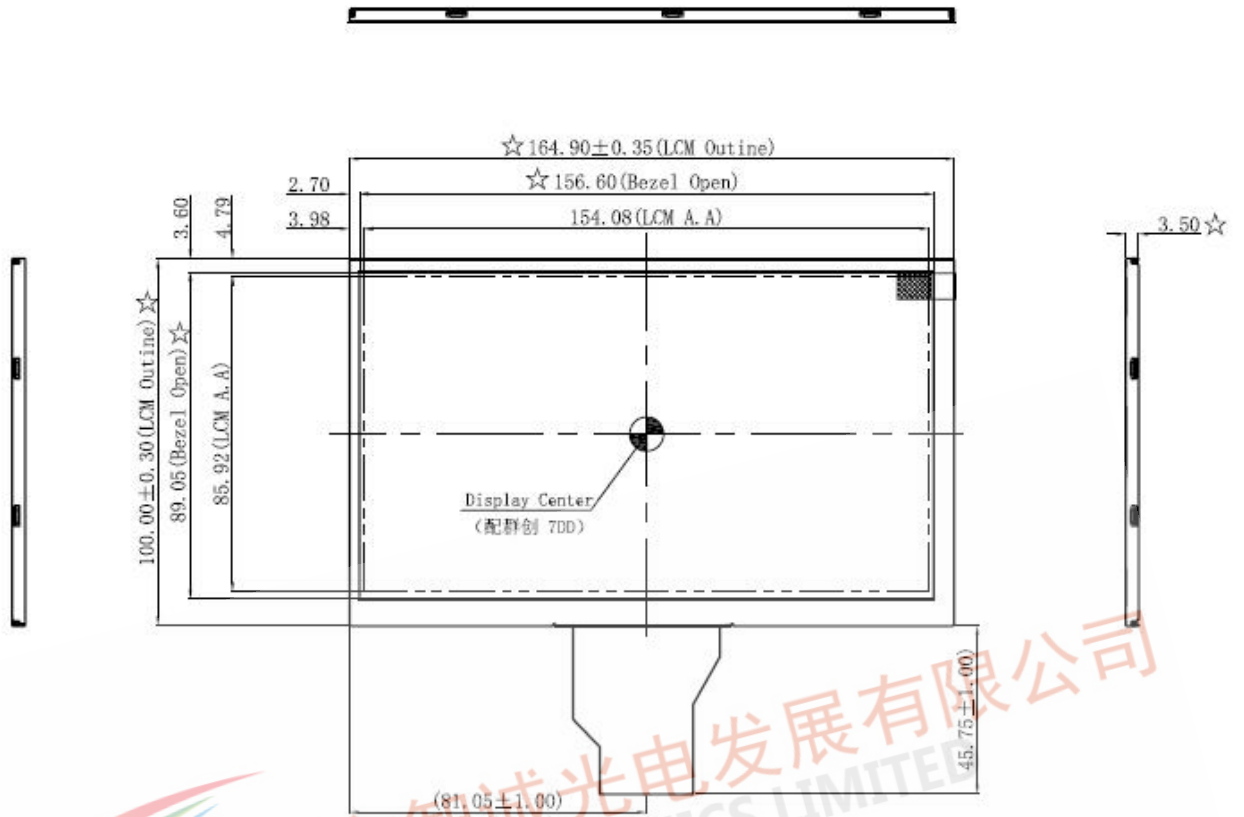 ☆164.90±0.35(LCM Outine)
2.70
☆156.60(Bezel Open)
3.98
154.08(LCM A.A)
3.60
4.79
3.50☆
100.00±0.30(LCM Outine)☆
89.05(Bezel Open)☆
85.92(LCM A.A)
Display Center
(配群创 7DD)
45.75±1.00)
(81.05±1.00)
诚光电发展有限公司
ICS LIMITED